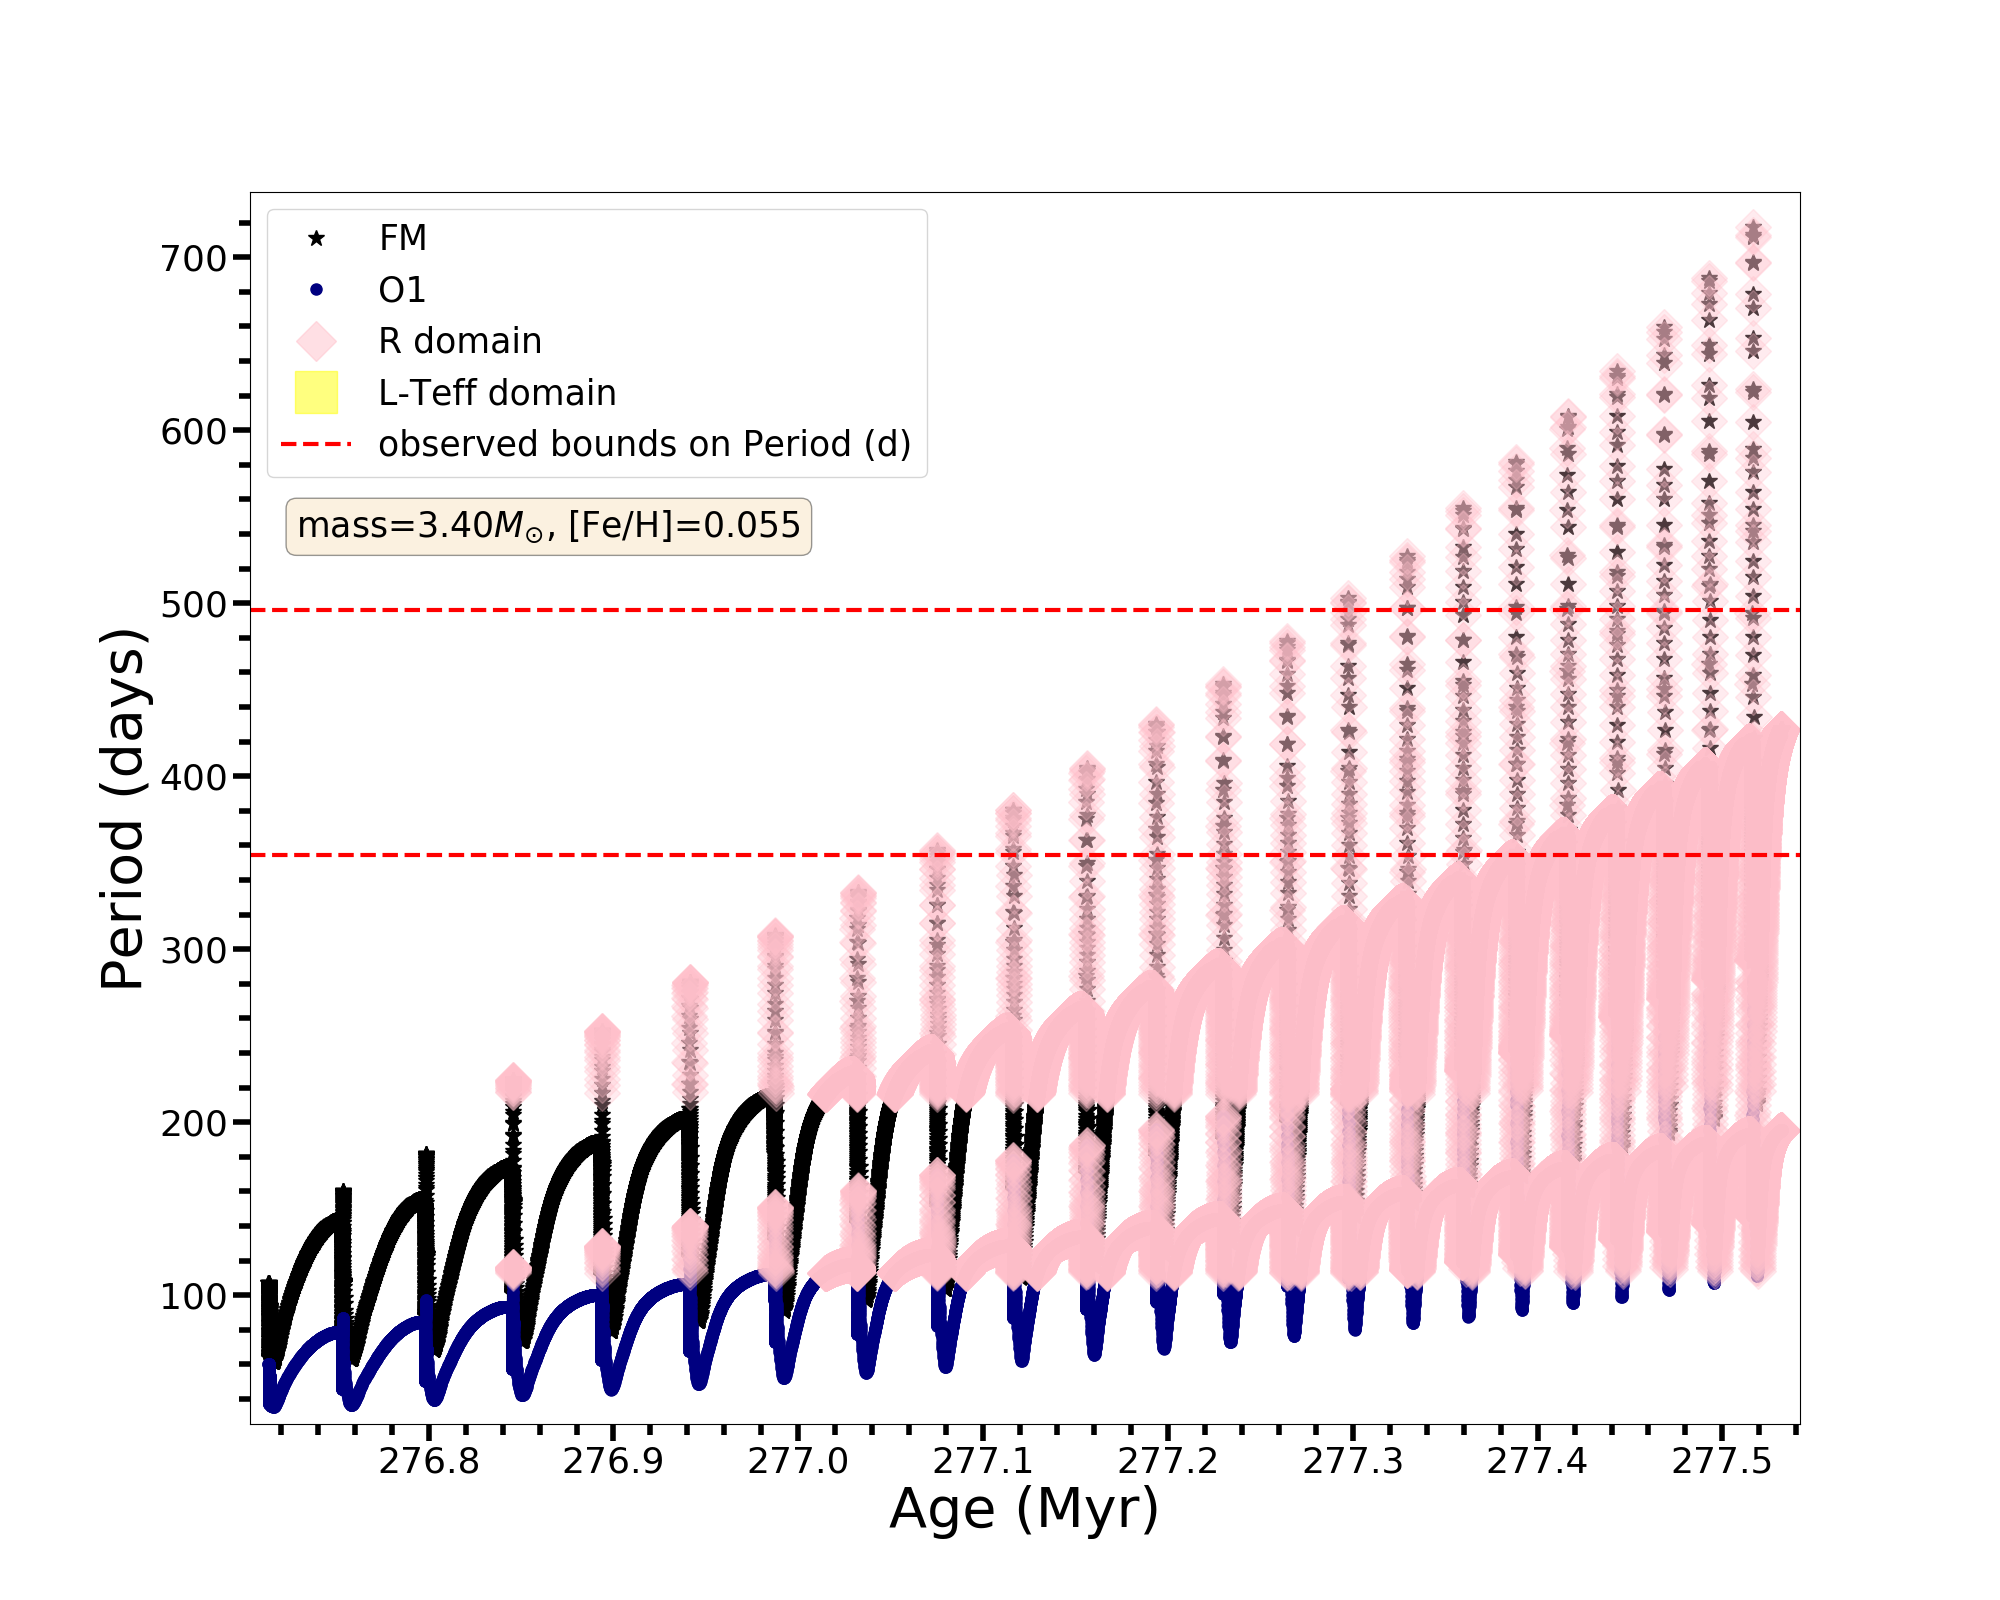 FM
O1
R domain
L-Teff domain
observed bounds on Period (d)
mass=3.40M⊙, [Fe/H]=0.055
700
600
500
400
300
200
100
Period (days)
276.8 276.9 277.0 277.1 277.2 277.3 277.4 277.5
Age (Myr)